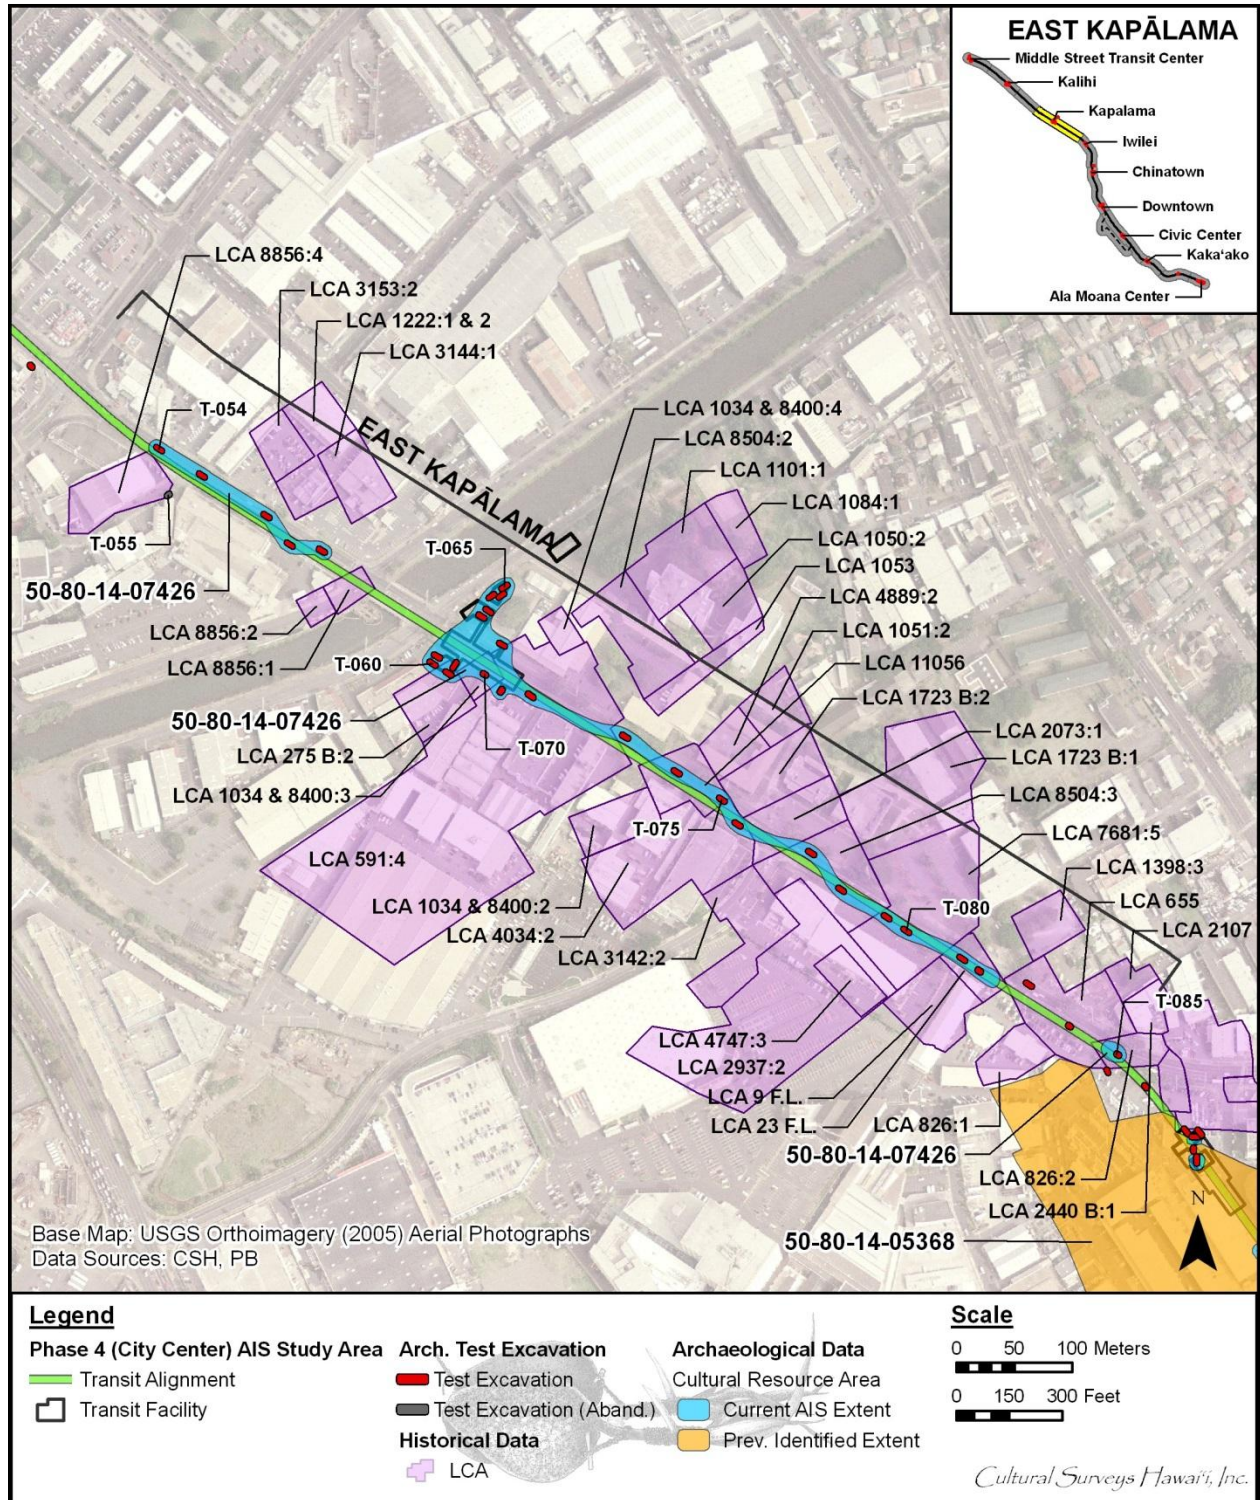 EAST KAPĀLAMA
Middle Street Transit Center
Kalihi
Kapalama
Iwilei
Chinatown
Downtown
Civic Center
Kaka'ako
Ala Moana Center
LCA 8856:4
LCA 3153:2
LCA 1222:1 & 2
LCA 3144:1
T-054
EAST KAPĀLAMA
LCA 1034 & 8400:4
LCA 8504:2
LCA 1101:1
LCA 1084:1
T-055
T-065
LCA 1050:2
LCA 1053
50-80-14-07426
LCA 4889:2
LCA 8856:2
LCA 1051:2
LCA 8856:1
T-060
LCA 11056
LCA 1723 B:2
50-80-14-07426
LCA 2073:1
LCA 275 B:2
T-070
LCA 1723 B:1
LCA 1034 & 8400:3
LCA 8504:3
T-075
LCA 7681:5
LCA 591:4
LCA 1398:3
LCA 1034 & 8400:2
T-080
LCA 655
LCA 4034:2
LCA 2107
LCA 3142:2
T-085
LCA 4747:3
LCA 2937:2
LCA 9 F.L.
LCA 23 F.L.
LCA 826:1
50-80-14-07426
LCA 826:2
LCA 2440 B:1
N
50-80-14-05368
Base Map: USGS Orthoimagery (2005) Aerial Photographs
Data Sources: CSH, PB
Legend
Phase 4 (City Center) AIS Study Area
Transit Alignment
Transit Facility
Arch. Test Excavation
Test Excavation
Test Excavation (Aband.)
Historical Data
LCA
Archaeological Data
Cultural Resource Area
Current AIS Extent
Prev. Identified Extent
Scale
0 50 100 Meters
0 150 300 Feet
Cultural Surveys Hawai'i, Inc.